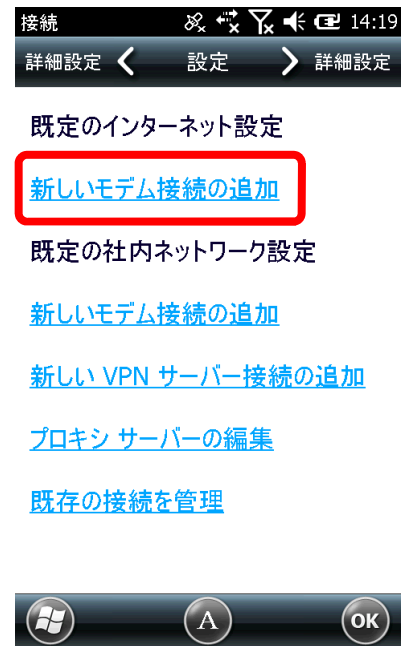 接続 14:19
詳細設定 設定 詳細設定
既定のインターネット設定
新しいモデム接続の追加
既定の社内ネットワーク設定
新しいモデム接続の追加
新しい VPN サーバー接続の追加
プロキシ サーバーの編集
既存の接続を管理
A OK